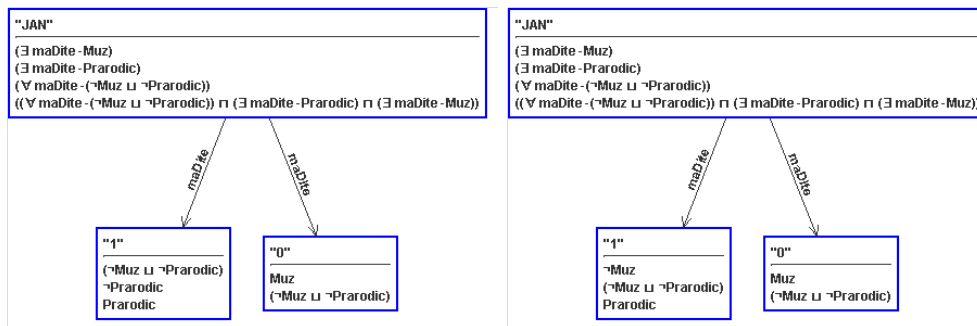 "JAN"
(∃ maDite - Muz)
(∃ maDite - Prarodic)
(∀ maDite - (¬Muz ⊔ ¬Prarodic))
((∀ maDite - (¬Muz ⊔ ¬Prarodic)) ⊓ (∃ maDite - Prarodic) ⊓ (∃ maDite - Muz))
maDite
maDite
"1"
(¬Muz ⊔ ¬Prarodic)
¬Prarodic
Prarodic
"0"
Muz
(¬Muz ⊔ ¬Prarodic)
"JAN"
(∃ maDite - Muz)
(∃ maDite - Prarodic)
(∀ maDite - (¬Muz ⊔ ¬Prarodic))
((∀ maDite - (¬Muz ⊔ ¬Prarodic)) ⊓ (∃ maDite - Prarodic) ⊓ (∃ maDite - Muz))
maDite
maDite
"1"
¬Muz
(¬Muz ⊔ ¬Prarodic)
Prarodic
"0"
Muz
(¬Muz ⊔ ¬Prarodic)